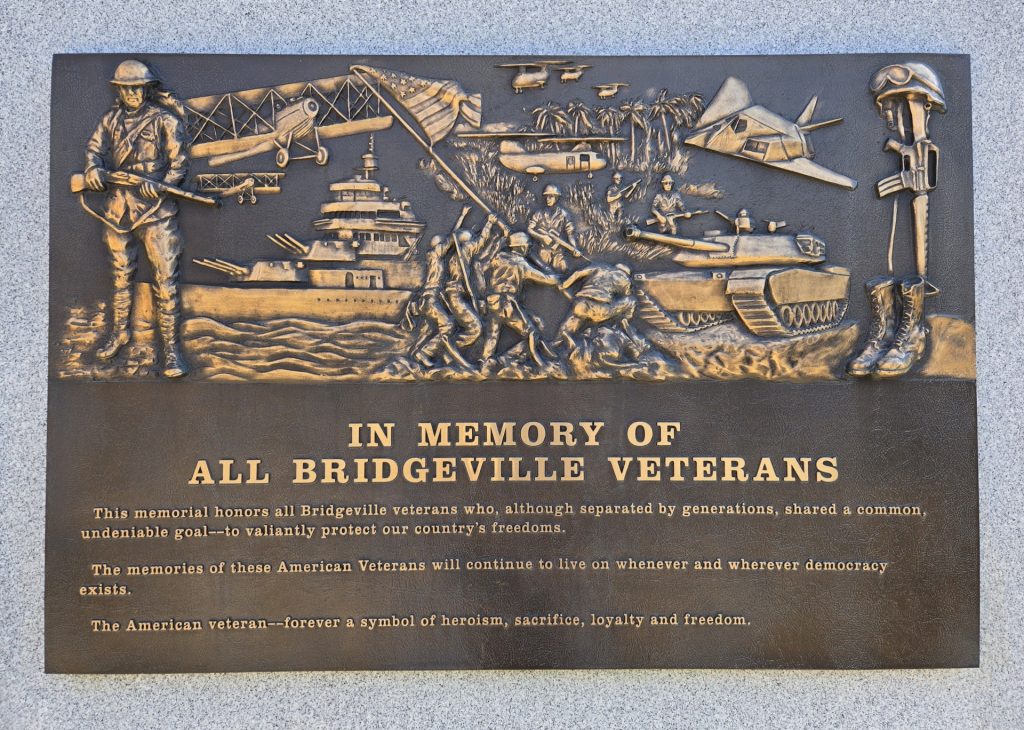 IN MEMORY OF
ALL BRIDGEVILLE VETERANS
This memorial honors all Bridgeville veterans who, although separated by generations, shared a common,
undeniable goal--to valiantly protect our country's freedoms.
The memories of these American Veterans will continue to live on whenever and wherever democracy
exists.
The American veteran--forever a symbol of heroism, sacrifice, loyalty and freedom.